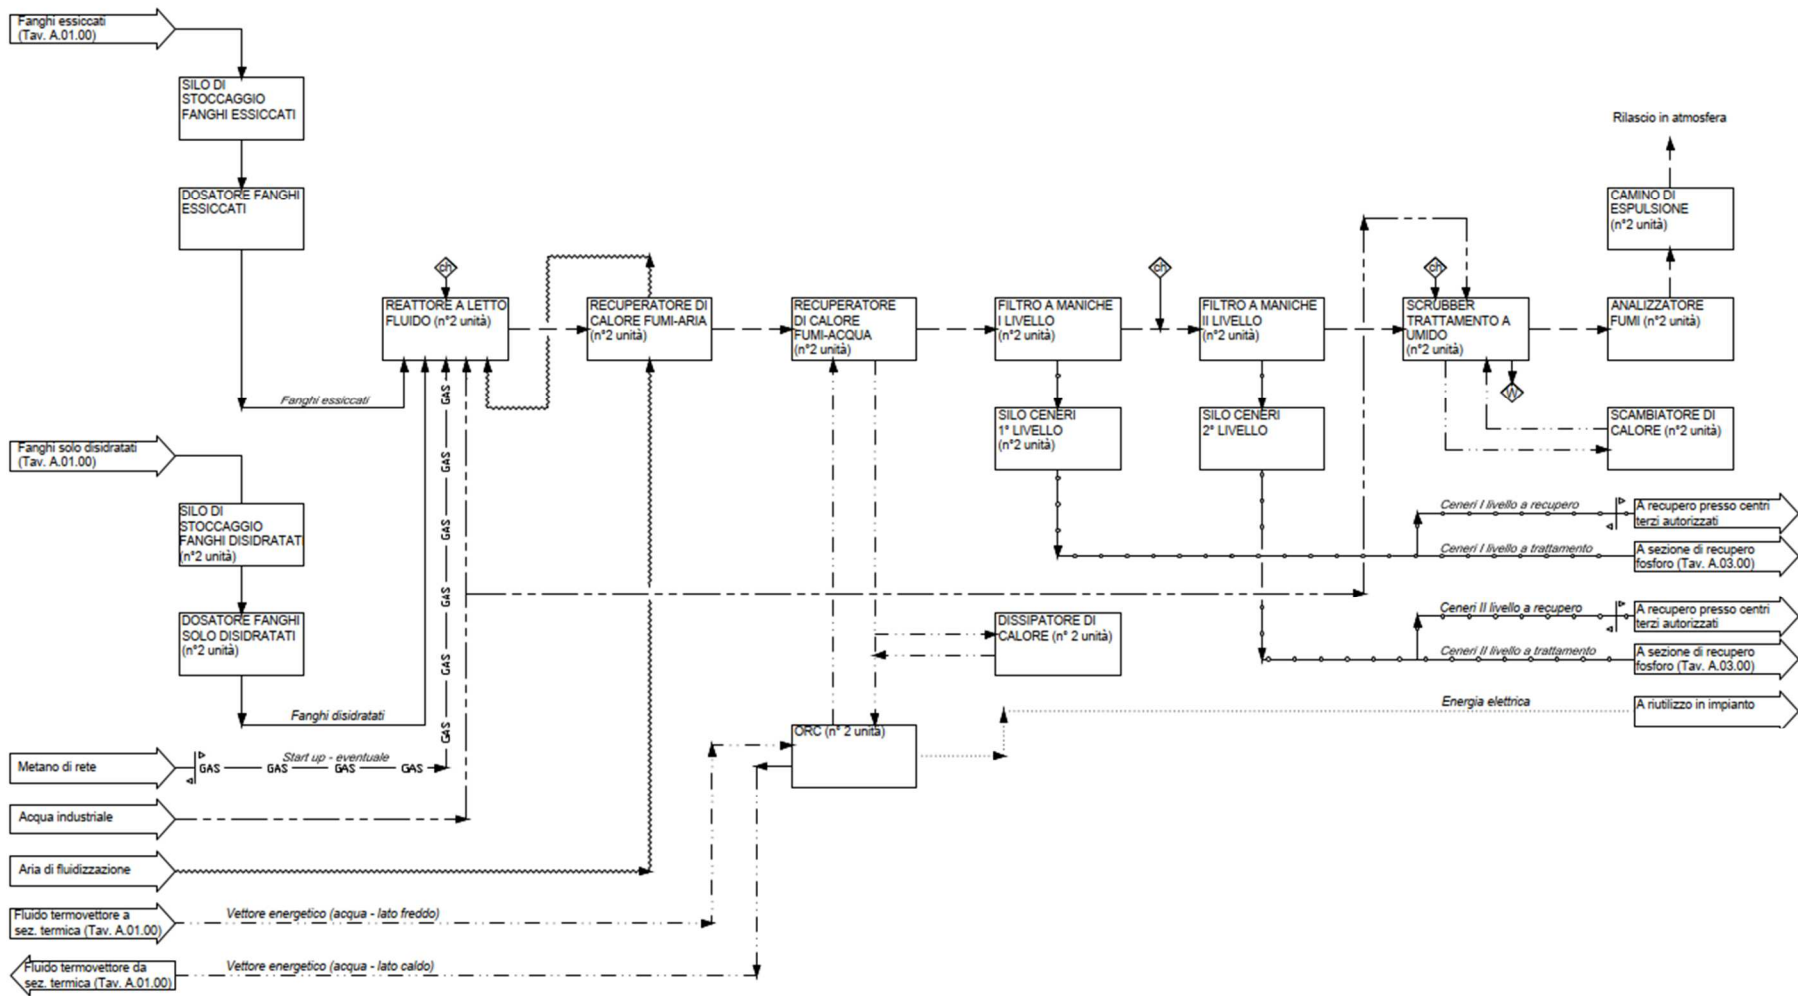 Fanghi essiccati
(Tav. A.01.00)
SILO DI
STOCCAGGIO
FANGHI ESSICCATI
Rilascio in atmosfera
DOSATORE FANGHI
ESSICCATI
CAMINO DI
ESPULSIONE
(n°2 unità)
ch
ch
ch
REATTORE A LETTO
FLUIDO (n°2 unità)
RECUPERATORE DI
CALORE FUMI-ARIA
(n°2 unità)
RECUPERATORE
DI CALORE
FUMI-ACQUA
(n°2 unità)
FILTRO A MANICHE
I LIVELLO
(n°2 unità)
FILTRO A MANICHE
II LIVELLO
(n°2 unità)
SCRUBBER
TRATTAMENTO A
UMIDO
(n°2 unità)
ANALIZZATORE
FUMI (n°2 unità)
W
Fanghi essiccati
GAS
GAS
GAS
GAS
GAS
GAS
GAS
SILO CENERI
1° LIVELLO
(n°2 unità)
SILO CENERI
2° LIVELLO
SCAMBIATORE DI
CALORE (n°2 unità)
Fanghi solo disidratati
(Tav. A.01.00)
SILO DI
STOCCAGGIO
FANGHI DISIDRATATI
(n°2 unità)
Ceneri I livello a recupero
A recupero presso centri
terzi autorizzati
Ceneri I livello a trattamento
A sezione di recupero
fosforo (Tav. A.03.00)
DOSATORE FANGHI
SOLO DISIDRATATI
(n°2 unità)
DISSIPATORE DI
CALORE (n° 2 unità)
Ceneri II livello a recupero
A recupero presso centri
terzi autorizzati
Ceneri II livello a trattamento
A sezione di recupero
fosforo (Tav. A.03.00)
Fanghi disidratati
Energia elettrica
A riutilizzo in impianto
ORC (n° 2 unità)
Metano di rete
Start up - eventuale
GAS
GAS
GAS
GAS
Acqua industriale
Aria di fluidizzazione
Fluido termovettore a
sez. termica (Tav. A.01.00)
Vettore energetico (acqua - lato freddo)
Fluido termovettore da
sez. termica (Tav. A.01.00)
Vettore energetico (acqua - lato caldo)